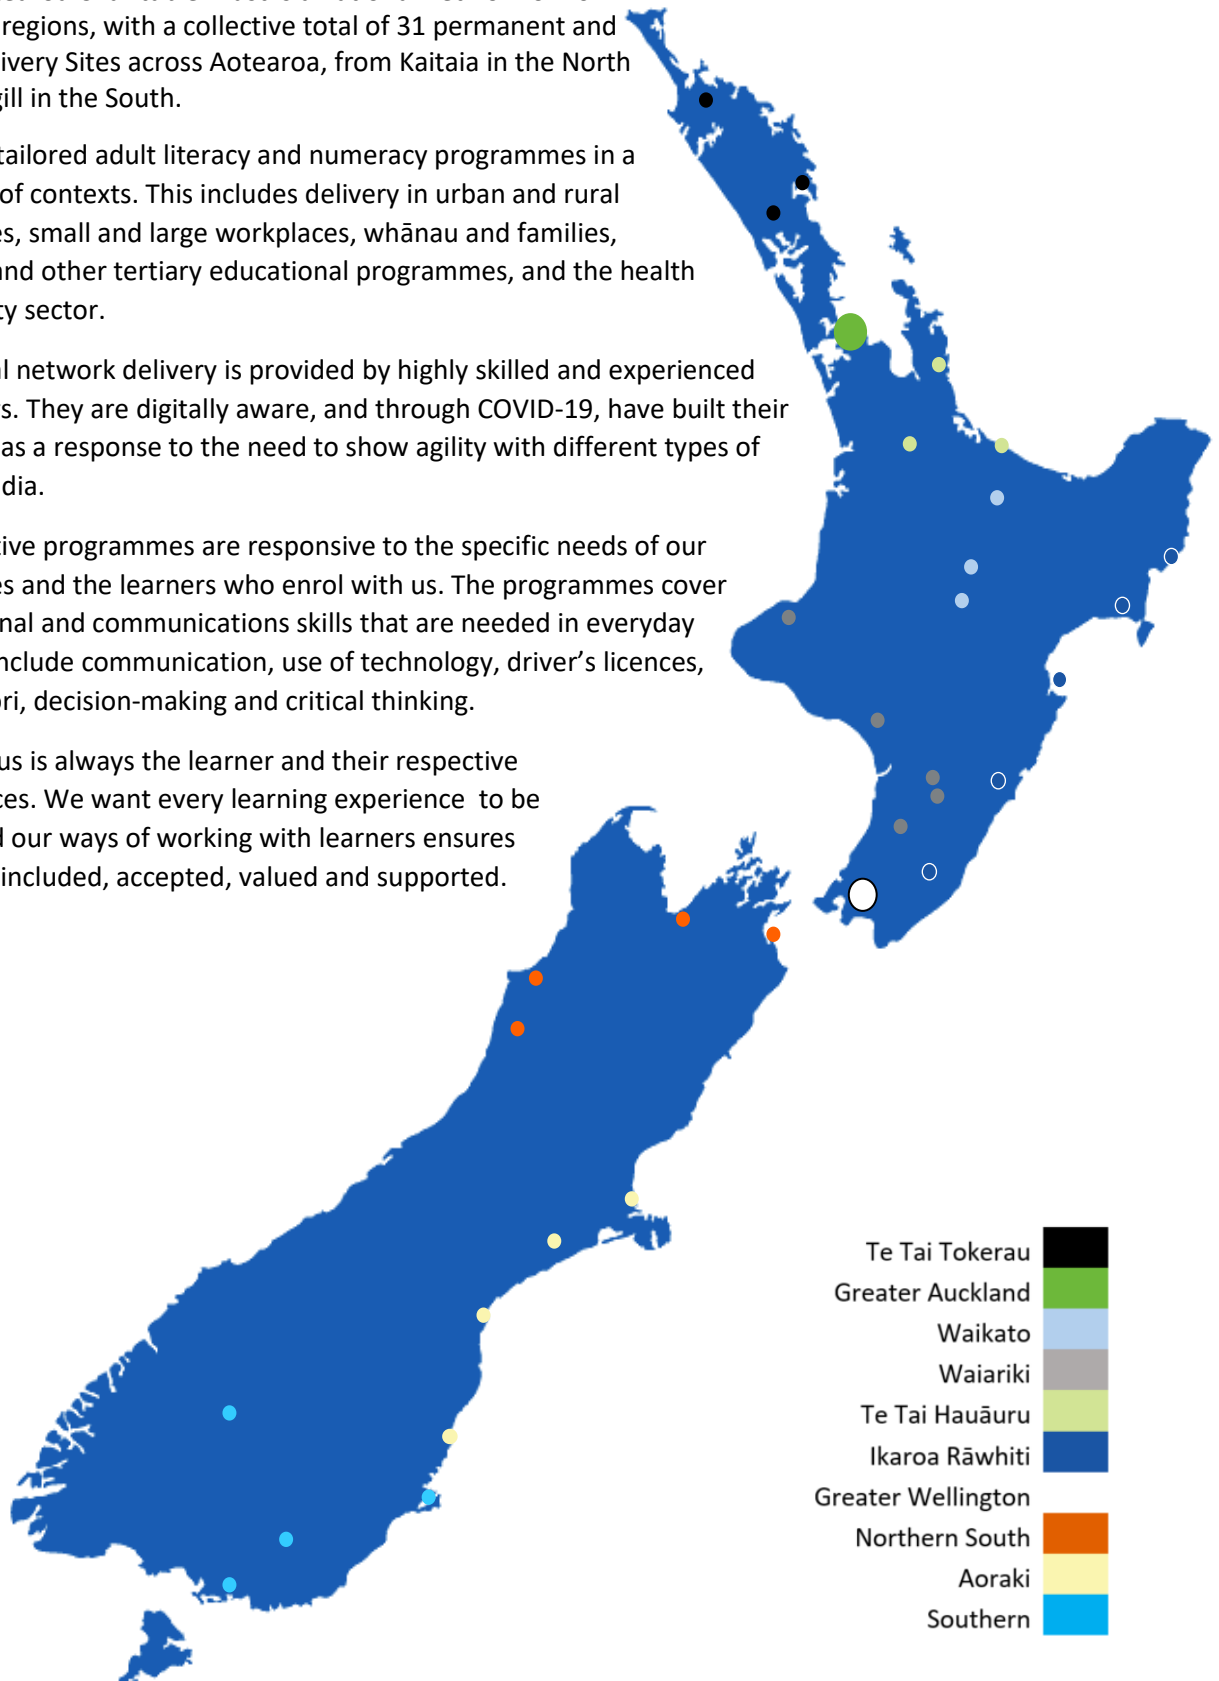 regions, with a collective total of 31 permanent and
ivery Sites across Aotearoa, from Kaitaia in the North
gill in the South.
tailored adult literacy and numeracy programmes in a
of contexts. This includes delivery in urban and rural
es, small and large workplaces, whānau and families,
and other tertiary educational programmes, and the health
ty sector.
l network delivery is provided by highly skilled and experienced
rs. They are digitally aware, and through COVID-19, have built their
as a response to the need to show agility with different types of
dia.
tive programmes are responsive to the specific needs of our
es and the learners who enrol with us. The programmes cover
nal and communications skills that are needed in everyday
nclude communication, use of technology, driver’s licences,
ori, decision-making and critical thinking.
us is always the learner and their respective
ces. We want every learning experience to be
d our ways of working with learners ensures
included, accepted, valued and supported.
Te Tai Tokerau
Greater Auckland
Waikato
Waiariki
Te Tai Hauāuru
Ikaroa Rāwhiti
Greater Wellington
Northern South
Aoraki
Southern